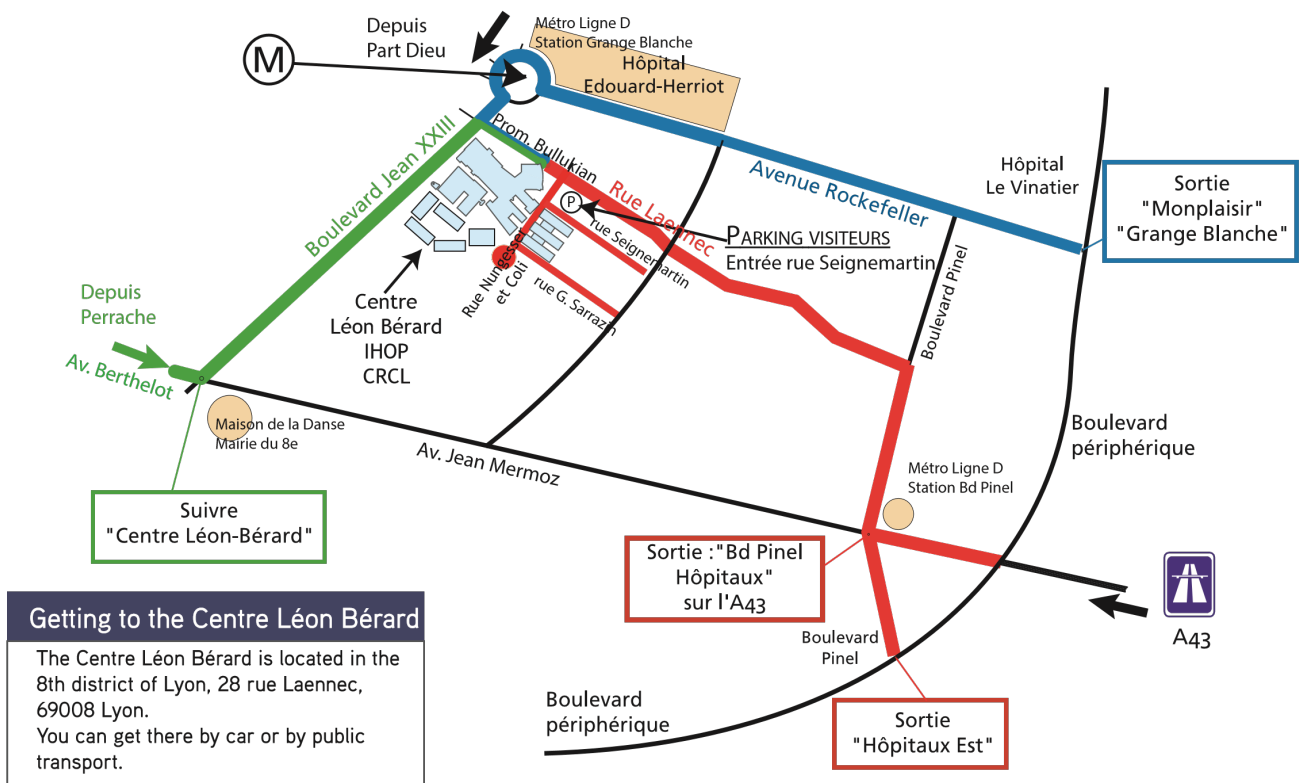 Depuis
Part Dieu
M
Métro Ligne D
Station Grange Blanche
Hôpital
Edouard-Herriot
Boulevard Jean XXIII
Prom. Bullukian
Rue Laennec
Avenue Rockefeller
Hôpital
Le Vinatier
Sortie
"Monplaisir"
"Grange Blanche"
P
PARKING VISITEURS
Entrée rue Seignemartin
rue Seignemartin
Rue Nungesser
et Coli
rue G. Sarrazin
Boulevard Pinel
Centre
Léon Bérard
IHOP
CRCL
Depuis
Perrache
Av. Berthelot
Maison de la Danse
Mairie du 8e
Av. Jean Mermoz
Boulevard
périphérique
Métro Ligne D
Station Bd Pinel
Suivre
"Centre Léon-Bérard"
Sortie :"Bd Pinel
Hôpitaux"
sur l'A43
A43
Boulevard
Pinel
Boulevard
périphérique
Sortie
"Hôpitaux Est"
Getting to the Centre Léon Bérard
The Centre Léon Bérard is located in the
8th district of Lyon, 28 rue Laennec,
69008 Lyon.
You can get there by car or by public
transport.